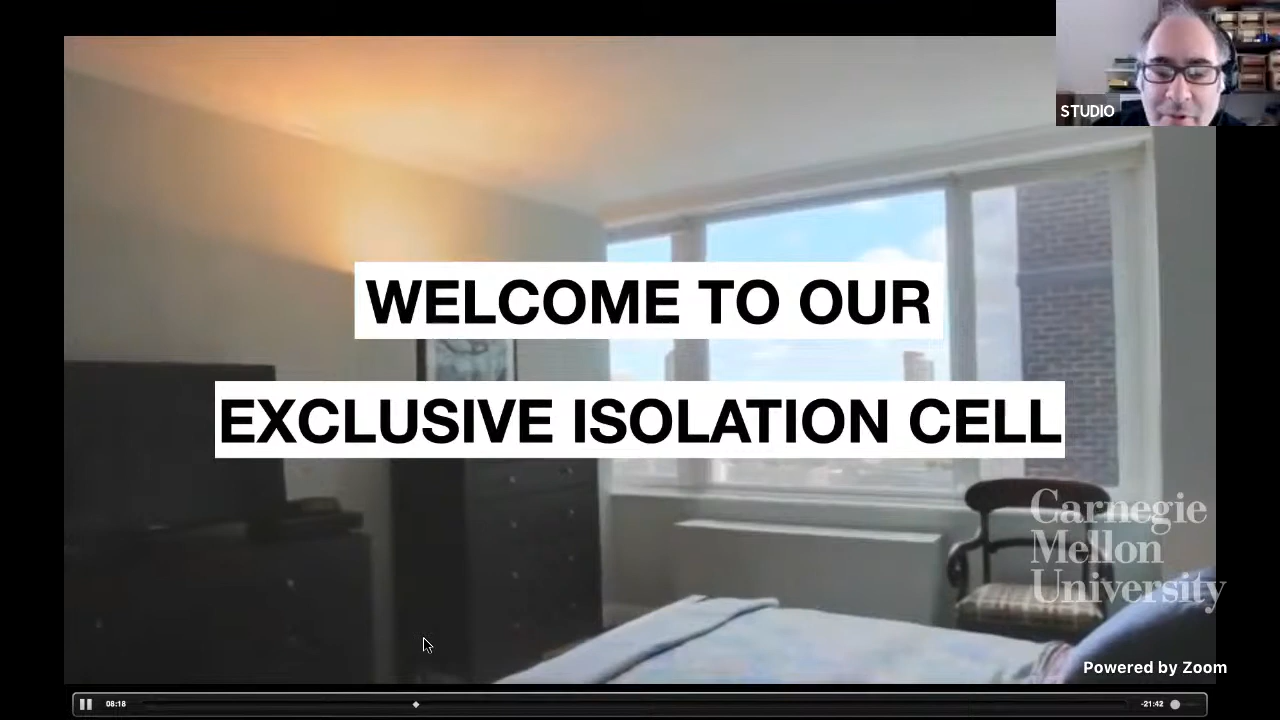 STUDIO
WELCOME TO OUR
EXCLUSIVE ISOLATION CELL
Carnegie
Mellon
University
Powered by Zoom
08:18
-21:42